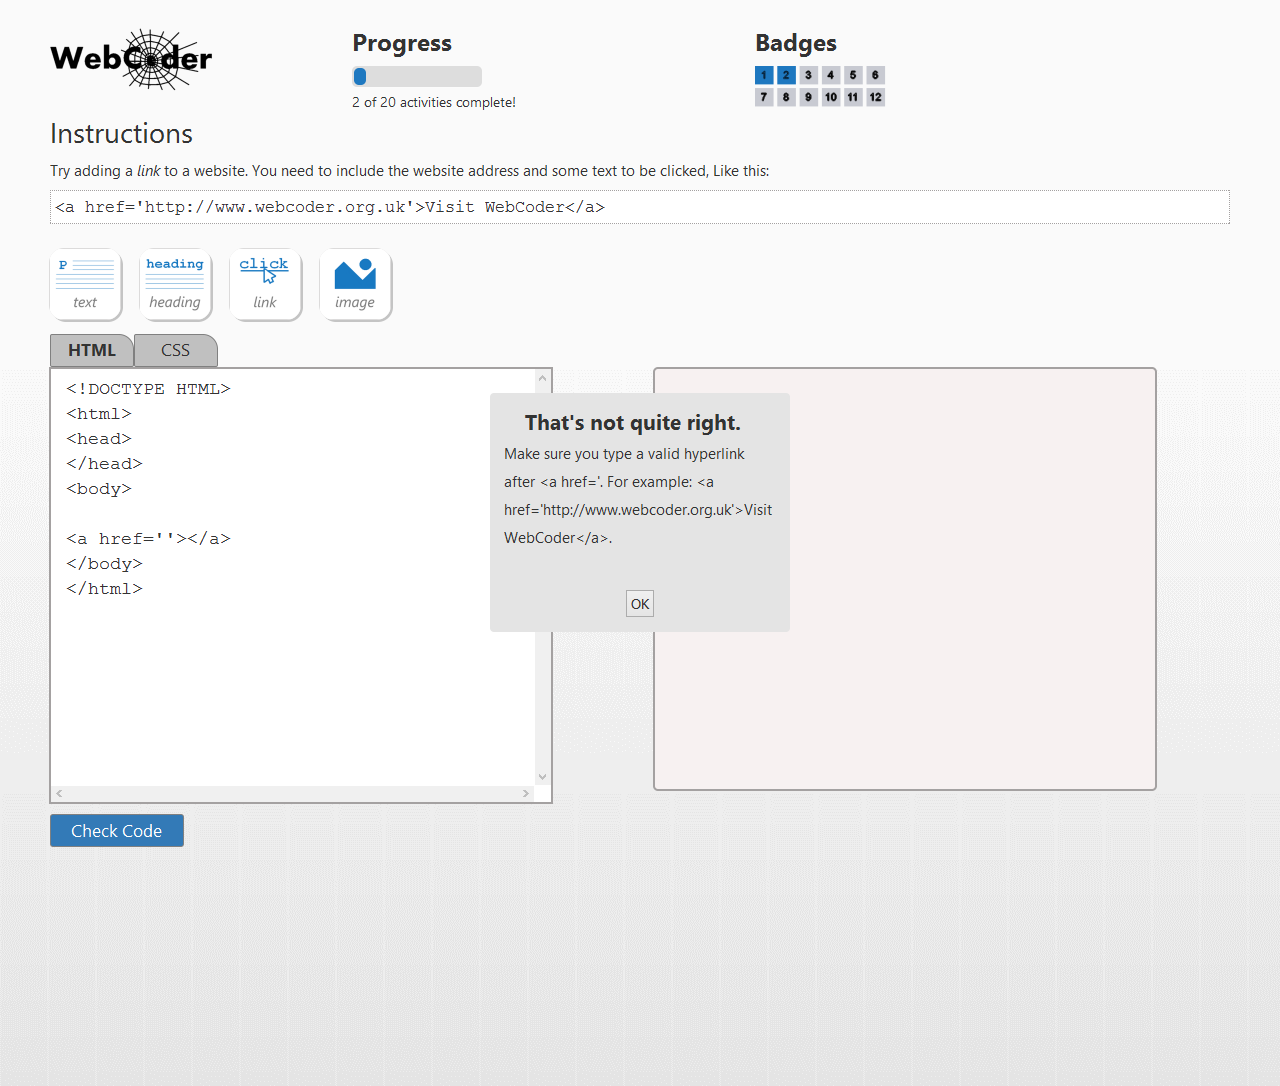 WebCoder
Progress
2 of 20 activities complete!
Badges
1 2 3 4 5 6
7 8 9 10 11 12
Instructions
Try adding a link to a website. You need to include the website address and some text to be clicked, Like this:
<a href='http://www.webcoder.org.uk'>Visit WebCoder</a>
P
text
heading
heading
click
link
image
HTML
CSS
<!DOCTYPE HTML>
<html>
<head>
</head>
<body>
<a href=''></a>
</body>
</html>
That's not quite right.
Make sure you type a valid hyperlink
after <a href='. For example: <a
href='http://www.webcoder.org.uk'>Visit
WebCoder</a>.
OK
Check Code